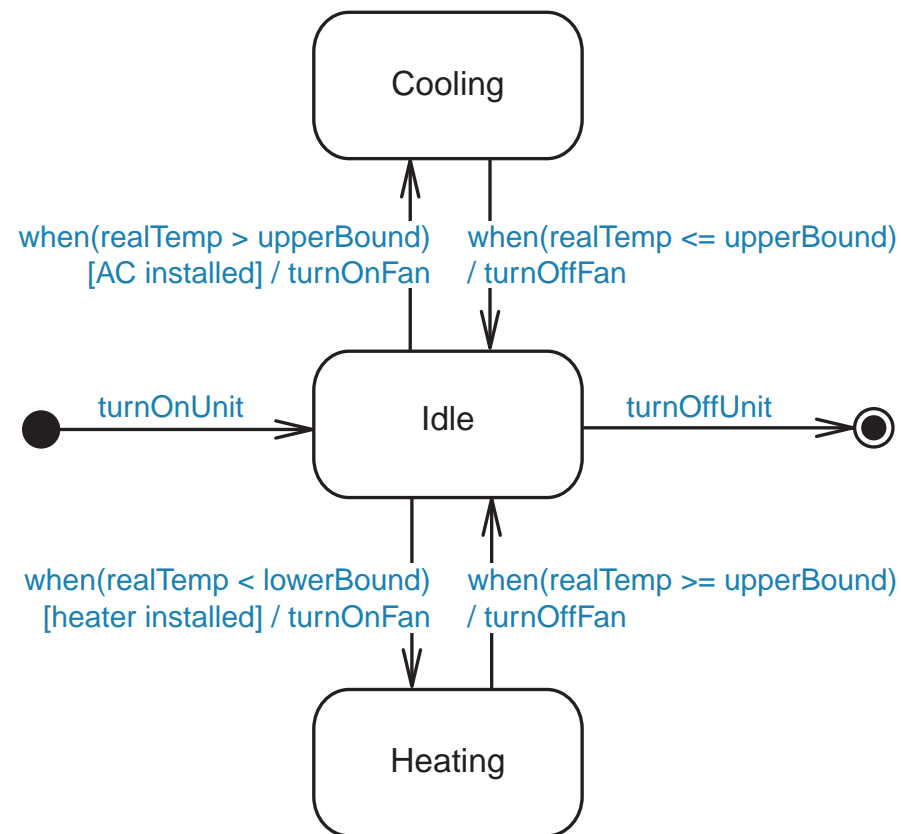 Cooling
when(realTemp > upperBound)
[AC installed] / turnOnFan
when(realTemp <= upperBound)
/ turnOffFan
turnOnUnit
Idle
turnOffUnit
when(realTemp < lowerBound)
[heater installed] / turnOnFan
when(realTemp >= upperBound)
/ turnOffFan
Heating